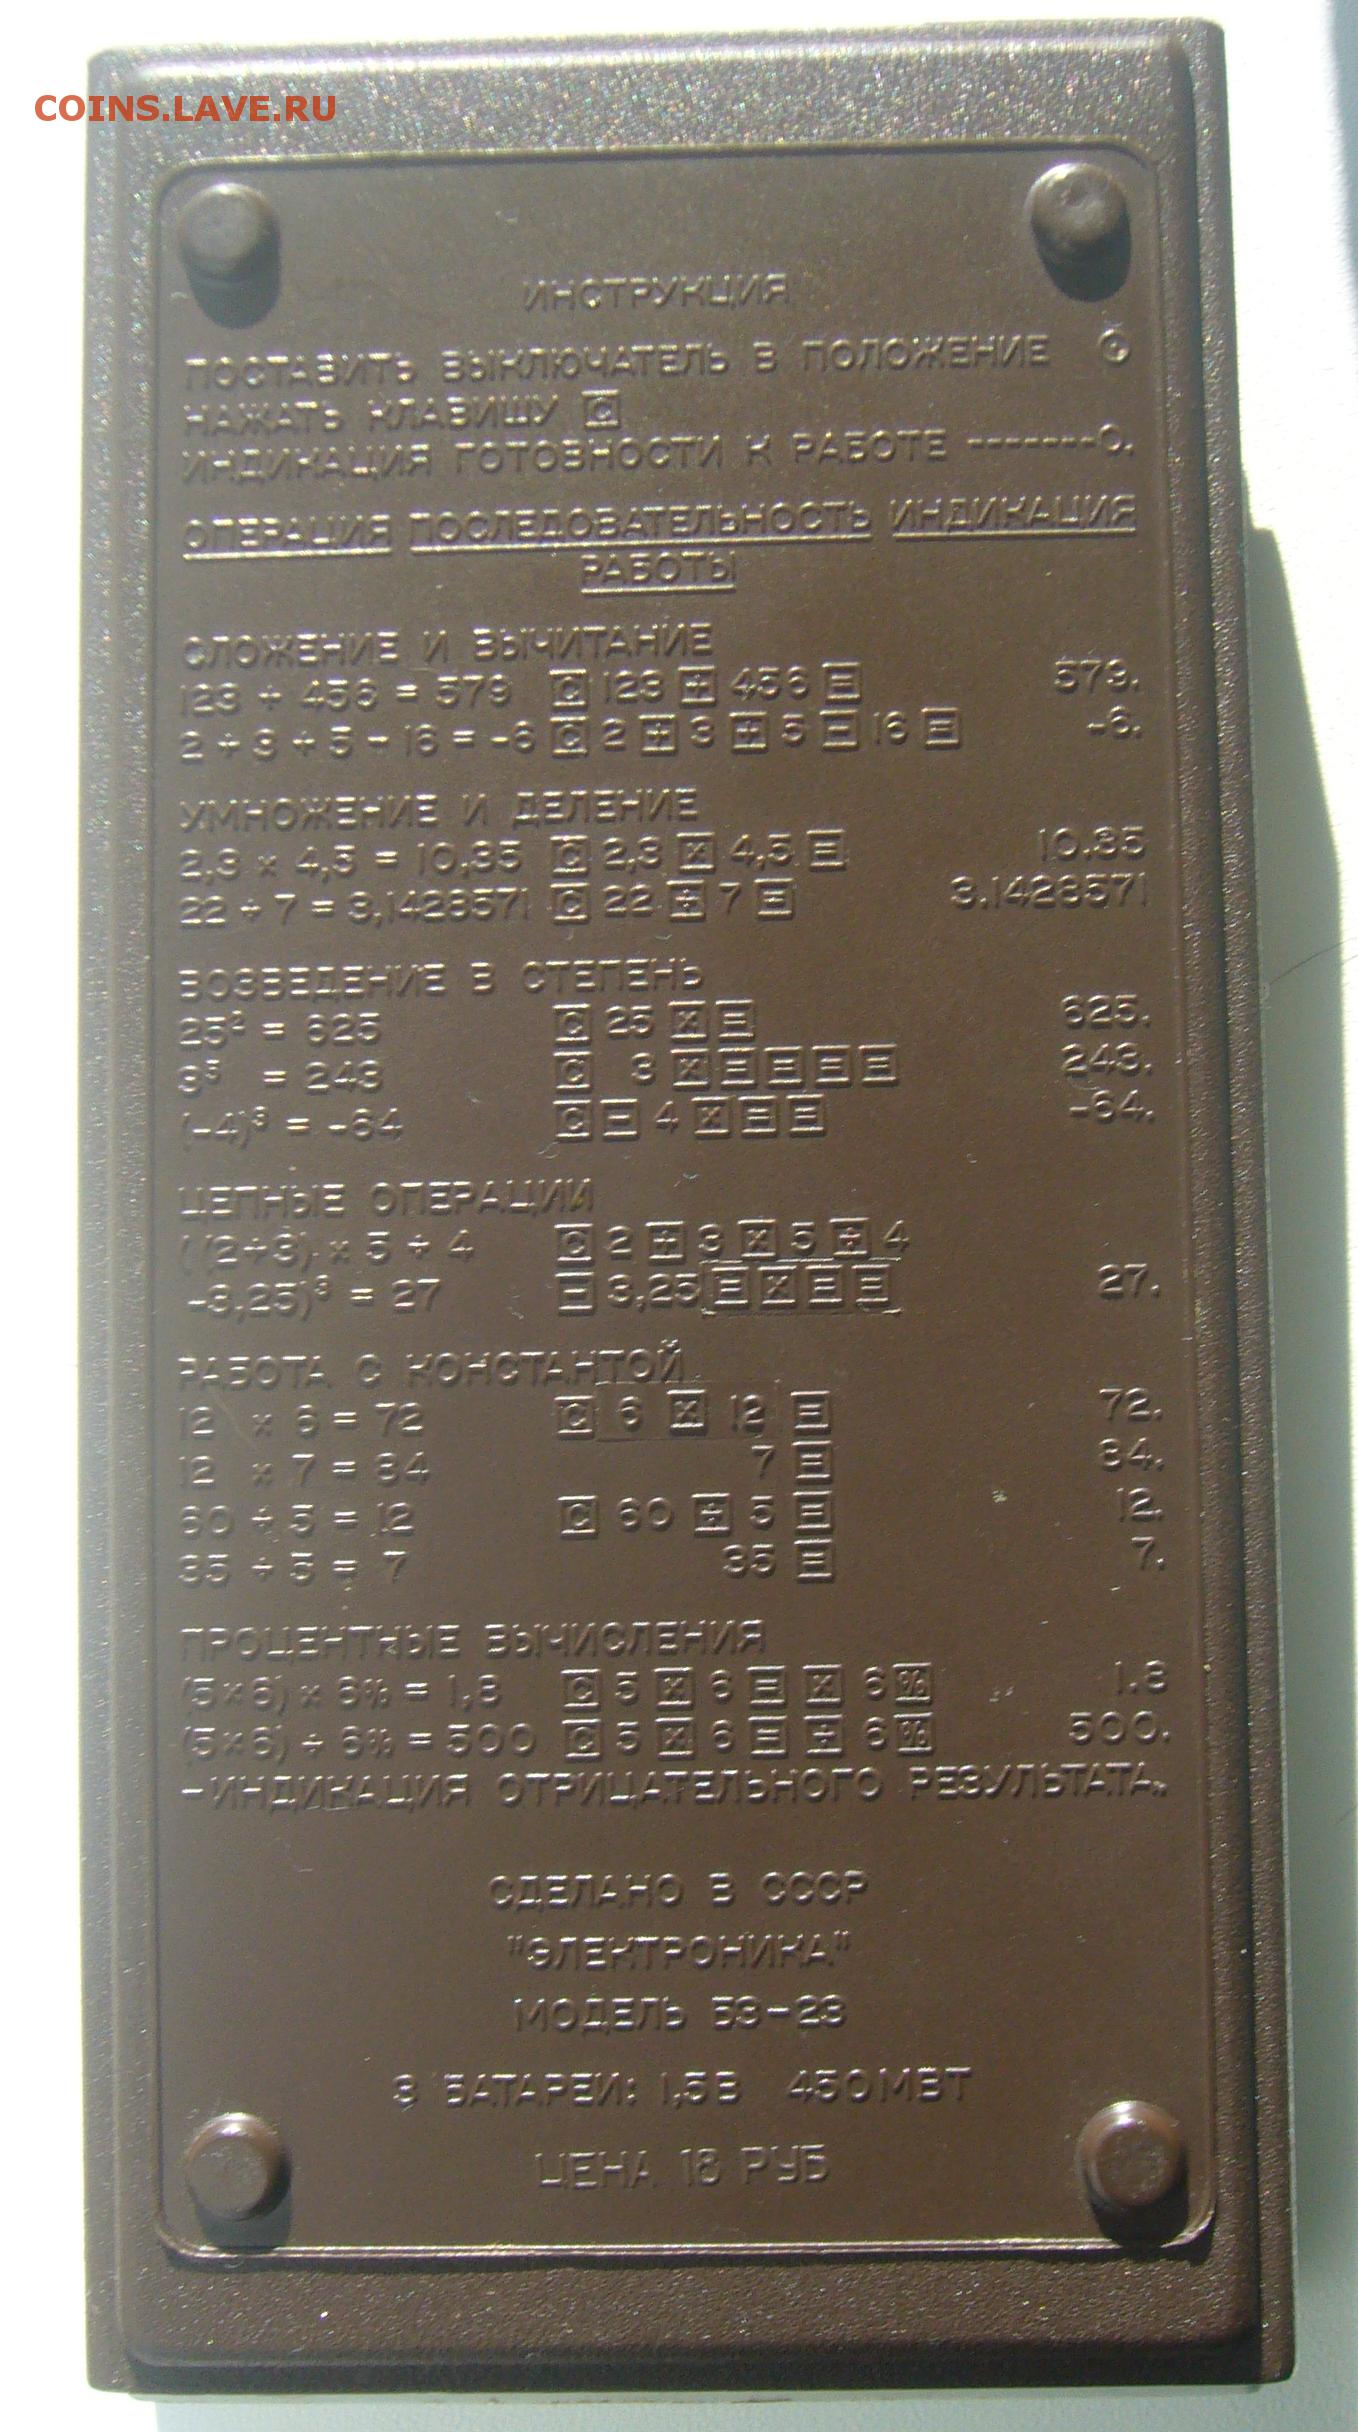 COINS.LAVE.RU
ИНСТРУКЦИЯ
ПОСТАВИТЬ ВЫКЛЮЧАТЕЛЬ В ПОЛОЖЕНИЕ
НАЖАТЬ КЛАВИШУ C
ИНДИКАЦИЯ ГОТОВНОСТИ К РАБОТЕ -------0.
ОПЕРАЦИЯ ПОСЛЕДОВАТЕЛЬНОСТЬ ИНДИКАЦИЯ
РАБОТЫ
СЛОЖЕНИЕ И ВЫЧИТАНИЕ
123 + 456 = 579 C 123 + 456 = 579.
2 + 3 + 5 - 16 = -6 C 2 + 3 + 5 - 16 = -6.
УМНОЖЕНИЕ И ДЕЛЕНИЕ
2,3 × 4,5 = 10,35 C 2,3 × 4,5 = 10.35
22 ÷ 7 = 3,1428571 C 22 ÷ 7 = 3.1428571
ВОЗВЕДЕНИЕ В СТЕПЕНЬ
25² = 625 C 25 × = 625.
3⁵ = 243 C 3 × = = = = 243.
(-4)³ = -64 C - 4 × = = -64.
ЦЕПНЫЕ ОПЕРАЦИИ
((2+3) × 5 ÷ 4 C 2 + 3 × 5 ÷ 4
-3,25)³ = 27 - 3,25 = × = = 27.
РАБОТА С КОНСТАНТОЙ
12 × 6 = 72 C 6 × 12 = 72.
12 × 7 = 84 7 = 84.
60 ÷ 5 = 12 C 60 ÷ 5 = 12.
35 ÷ 5 = 7 35 = 7.
ПРОЦЕНТНЫЕ ВЫЧИСЛЕНИЯ
(5×6) × 6% = 1,8 C 5 × 6 = × 6 % 1.8
(5×6) ÷ 6% = 500 C 5 × 6 = ÷ 6 % 500.
-ИНДИКАЦИЯ ОТРИЦАТЕЛЬНОГО РЕЗУЛЬТАТА.
СДЕЛАНО В СССР
"ЭЛЕКТРОНИКА"
МОДЕЛЬ Б3-23
3 БАТАРЕИ: 1,5В 450МВТ
ЦЕНА 18 РУБ